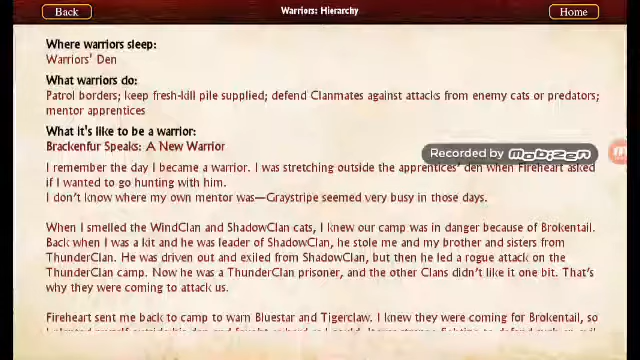 Back
Warriors: Hierarchy
Home
Where warriors sleep:
Warriors' Den
What warriors do:
Patrol borders; keep fresh-kill pile supplied; defend Clanmates against attacks from enemy cats or predators;
mentor apprentices
What it's like to be a warrior:
Brackenfur Speaks: A New Warrior
Recorded by mobizen
I remember the day I became a warrior. I was stretching outside the apprentices' den when Fireheart asked
if I wanted to go hunting with him.
I don't know where my own mentor was—Graystripe seemed very busy in those days.
When I smelled the WindClan and ShadowClan cats, I knew our camp was in danger because of Brokentail.
Back when I was a kit and he was leader of ShadowClan, he stole me and my brother and sisters from
ThunderClan. He was driven out and exiled from ShadowClan, but then he led a rogue attack on the
ThunderClan camp. Now he was a ThunderClan prisoner, and the other Clans didn't like it one bit. That's
why they were coming to attack us.
Fireheart sent me back to camp to warn Bluestar and Tigerclaw. I knew they were coming for Brokentail, so